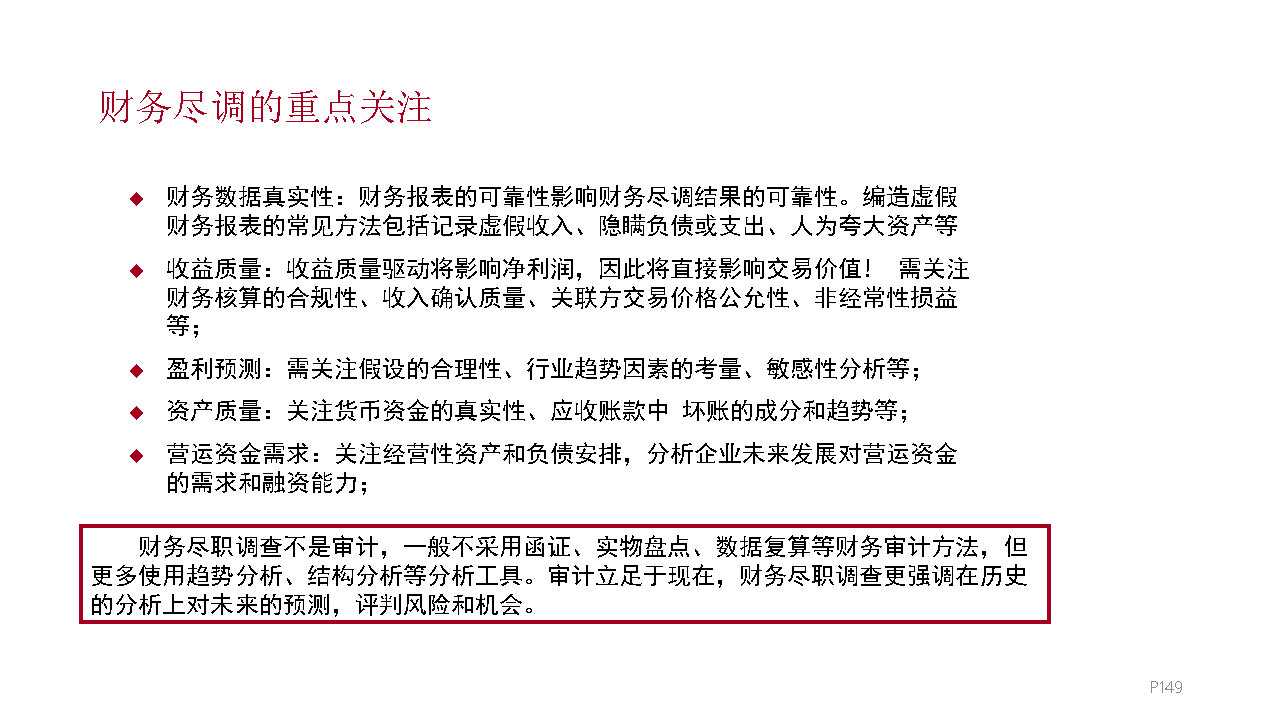 财务尽调的重点关注
◆ 财务数据真实性：财务报表的可靠性影响财务尽调结果的可靠性。编造虚假
财务报表的常见方法包括记录虚假收入、隐瞒负债或支出、人为夸大资产等
◆ 收益质量：收益质量驱动将影响净利润，因此将直接影响交易价值！ 需关注
财务核算的合规性、收入确认质量、关联方交易价格公允性、非经常性损益
等；
◆ 盈利预测：需关注假设的合理性、行业趋势因素的考量、敏感性分析等；
◆ 资产质量：关注货币资金的真实性、应收账款中 坏账的成分和趋势等；
◆ 营运资金需求：关注经营性资产和负债安排，分析企业未来发展对营运资金
的需求和融资能力；
财务尽职调查不是审计，一般不采用函证、实物盘点、数据复算等财务审计方法，但
更多使用趋势分析、结构分析等分析工具。审计立足于现在，财务尽职调查更强调在历史
的分析上对未来的预测，评判风险和机会。
P149